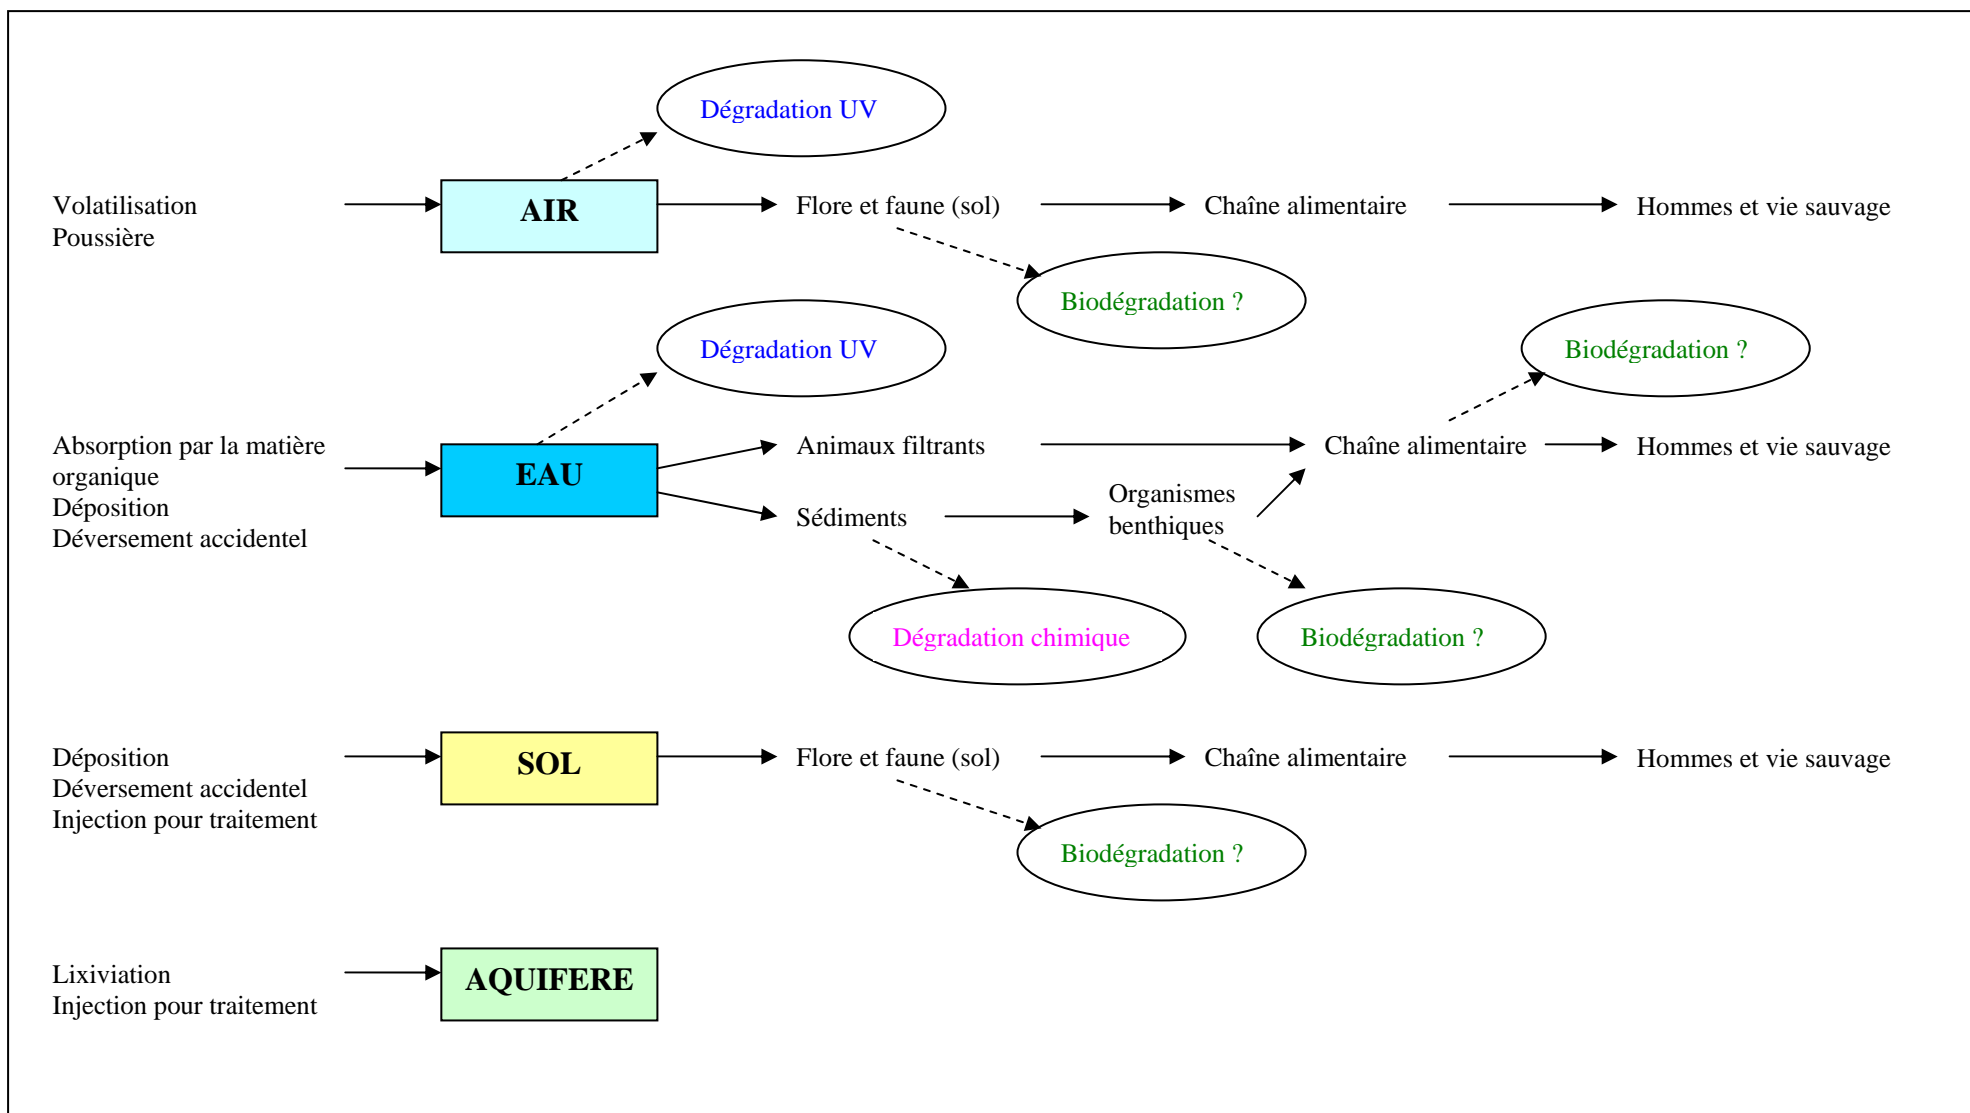 Dégradation UV
Volatilisation
Poussière
AIR
Flore et faune (sol)
Chaîne alimentaire
Hommes et vie sauvage
Biodégradation ?
Dégradation UV
Biodégradation ?
Absorption par la matière
organique
Déposition
Déversement accidentel
EAU
Animaux filtrants
Chaîne alimentaire
Hommes et vie sauvage
Sédiments
Organismes
benthiques
Dégradation chimique
Biodégradation ?
Déposition
Déversement accidentel
Injection pour traitement
SOL
Flore et faune (sol)
Chaîne alimentaire
Hommes et vie sauvage
Biodégradation ?
Lixiviation
Injection pour traitement
AQUIFERE